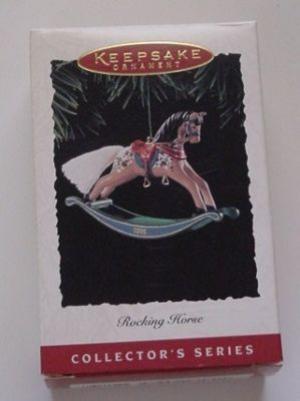 KEEPSAKE
ORNAMENT
Rocking Horse
COLLECTOR'S SERIES